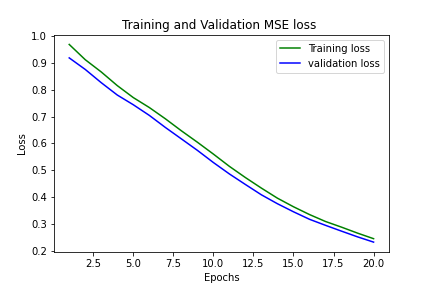 Training and Validation MSE loss
Training loss
validation loss
Loss
1.0
0.9
0.8
0.7
0.6
0.5
0.4
0.3
0.2
2.5 5.0 7.5 10.0 12.5 15.0 17.5 20.0
Epochs